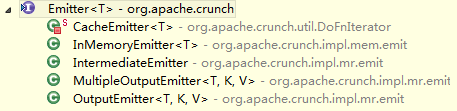 Emitter<T> - org.apache.crunch
CacheEmitter<T> - org.apache.crunch.util.DoFnIterator
InMemoryEmitter<T> - org.apache.crunch.impl.mem.emit
IntermediateEmitter - org.apache.crunch.impl.mr.emit
MultipleOutputEmitter<T, K, V> - org.apache.crunch.impl.mr.emit
OutputEmitter<T, K, V> - org.apache.crunch.impl.mr.emit